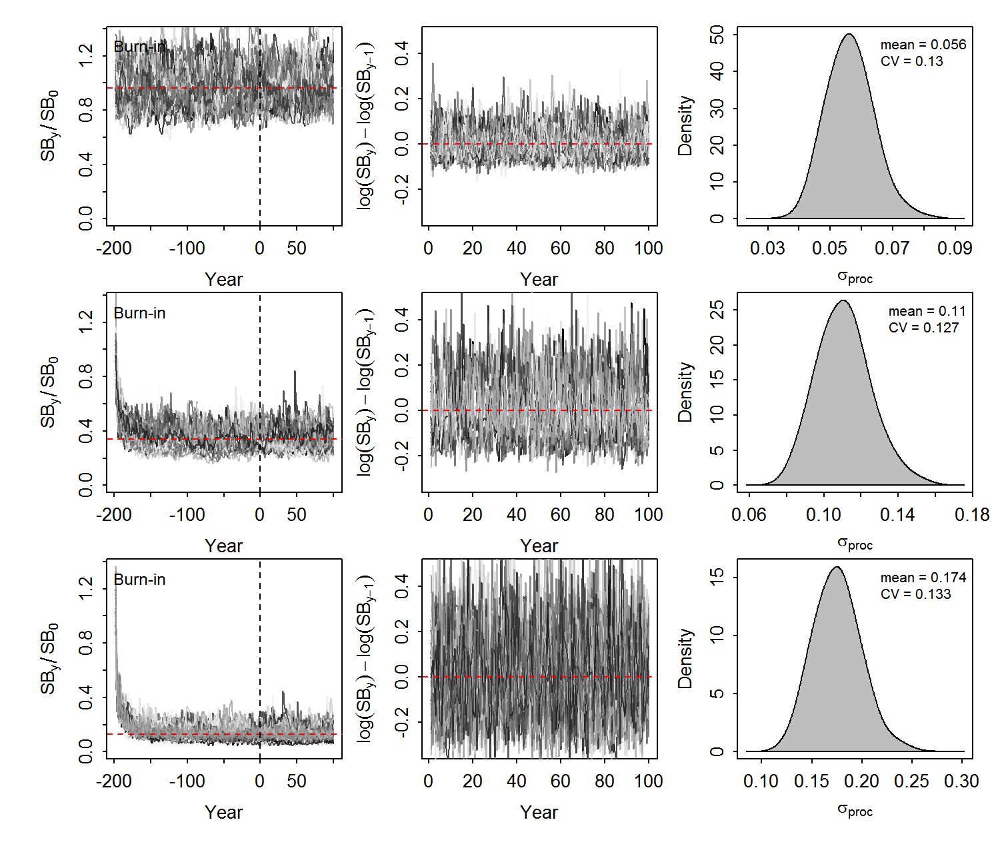 SBy / SB0
0.0 0.4 0.8 1.2
Burn-in
-200 -100 0 50
Year
log(SBy) − log(SBy−1)
-0.2 0.0 0.2 0.4
0 20 40 60 80 100
Year
Density
0 10 20 30 40 50
mean = 0.056
CV = 0.13
0.03 0.05 0.07 0.09
σproc
SBy / SB0
0.0 0.4 0.8 1.2
Burn-in
-200 -100 0 50
Year
log(SBy) − log(SBy−1)
-0.2 0.0 0.2 0.4
0 20 40 60 80 100
Year
Density
0 5 10 15 20 25
mean = 0.11
CV = 0.127
0.06 0.10 0.14 0.18
σproc
SBy / SB0
0.0 0.4 0.8 1.2
Burn-in
-200 -100 0 50
Year
log(SBy) − log(SBy−1)
-0.2 0.0 0.2 0.4
0 20 40 60 80 100
Year
Density
0 5 10 15
mean = 0.174
CV = 0.133
0.10 0.15 0.20 0.25 0.30
σproc